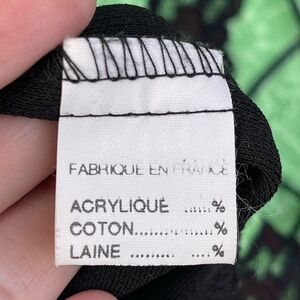 FABRIQUE EN FRANCE
ACRYLIQUE ......%
COTON..............%
LAINE ......... .....%